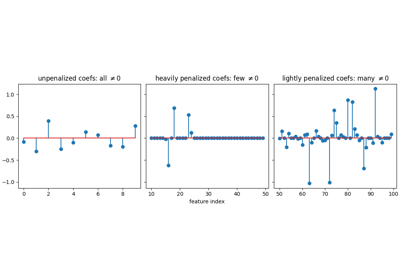 unpenalized coefs: all ≠0
heavily penalized coefs: few ≠0
lightly penalized coefs: many ≠0
1.0
0.5
0.0
−0.5
−1.0
0 2 4 6 8
10 20 30 40 50
50 60 70 80 90 100
feature index